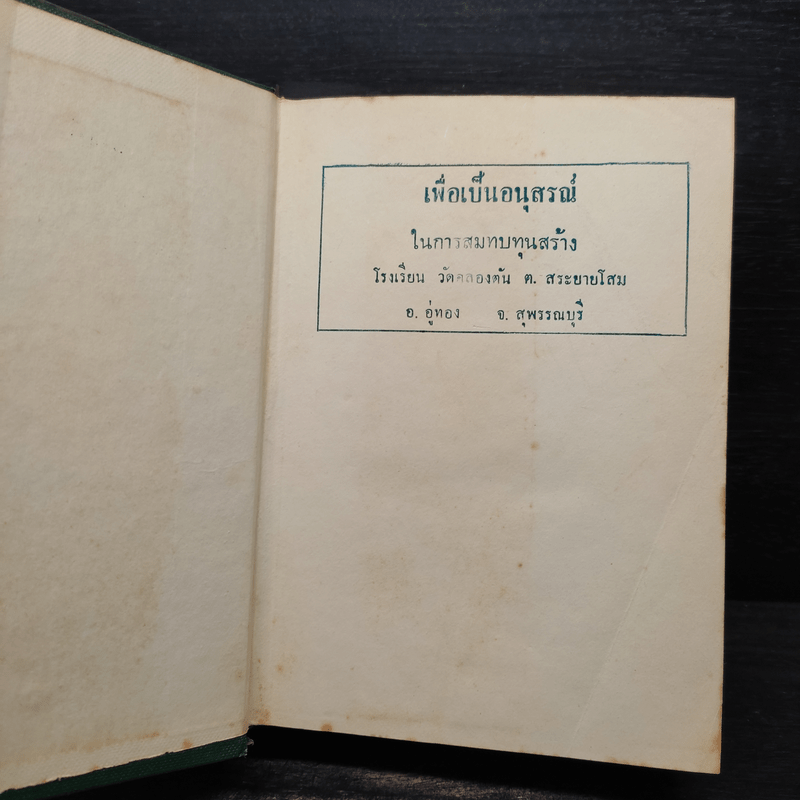 เพื่อเป็นอนุสรณ์
ในการสมทบทุนสร้าง
โรงเรียน วัดคลองตัน ต. สระยายโสม
อ. อู่ทอง จ. สุพรรณบุรี